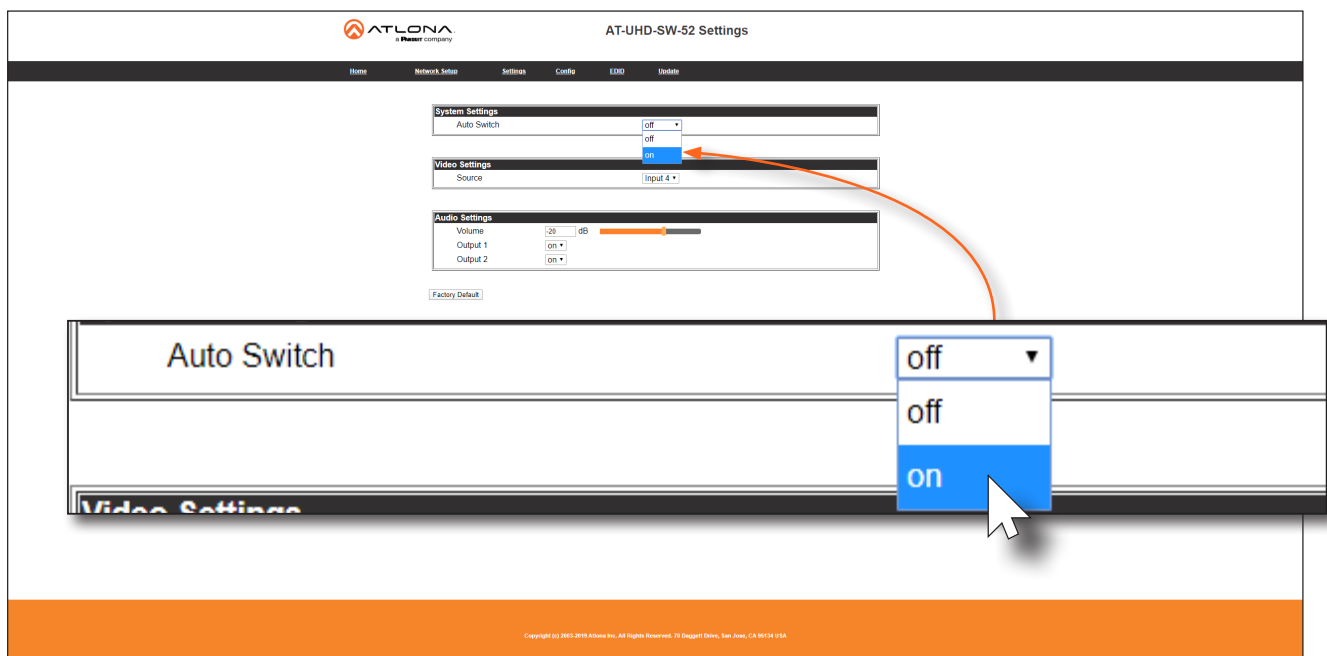 ATLONA
a PANDUIT company
AT-UHD-SW-52 Settings
Home Network Setup Settings Config EDID Update
System Settings
Auto Switch off
off
on
Video Settings
Source Input 4
Audio Settings
Volume -20 dB
Output 1 on
Output 2 on
Factory Default
Auto Switch off
off
on
Video Settings
Copyright (c) 2003-2019 Atlona Inc. All Rights Reserved. 70 Daggett Drive, San Jose, CA 95134 USA